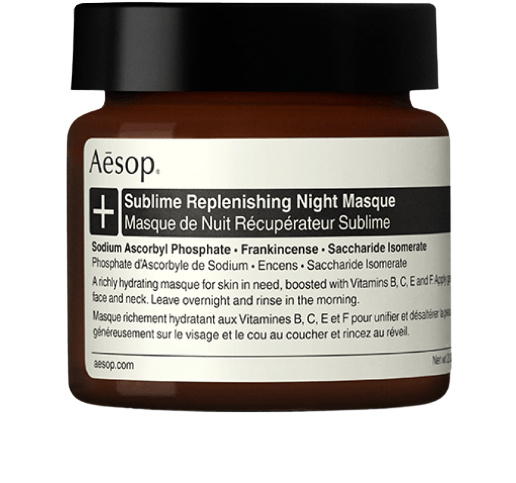 Aēsop®
+ Sublime Replenishing Night Masque
Masque de Nuit Récupérateur Sublime
Sodium Ascorbyl Phosphate • Frankincense • Saccharide Isomerate
Phosphate d'Ascorbyle de Sodium • Encens • Saccharide Isomerate
A richly hydrating masque for skin in need, boosted with Vitamins B, C, E and F. Apply
face and neck. Leave overnight and rinse in the morning.
Masque richement hydratant aux Vitamines B, C, E et F pour unifier et désaltérer la
généreusement sur le visage et le cou au coucher et rincez au réveil.
aesop.com
Net wt